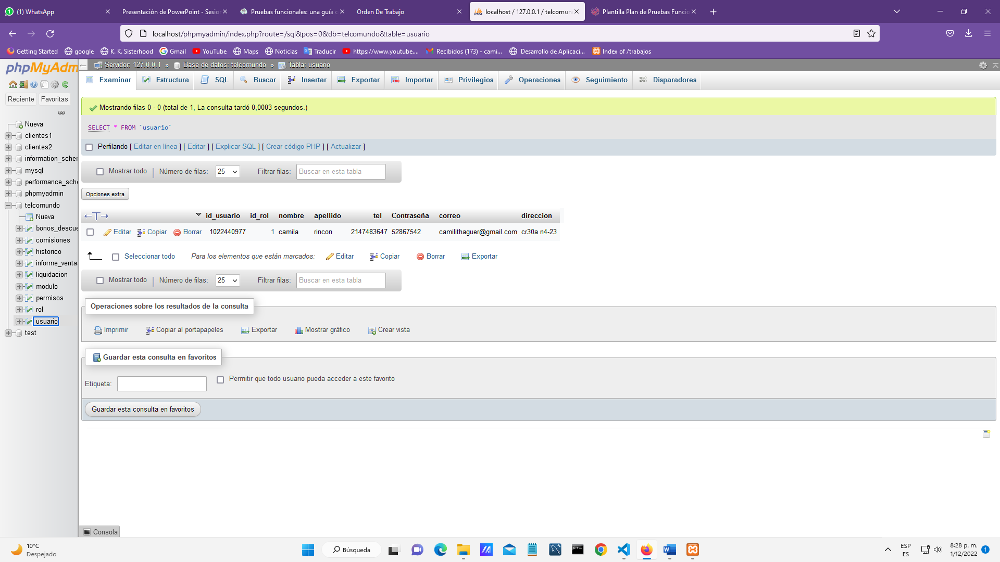 (1) WhatsApp
Presentación de PowerPoint - Sesio
Pruebas funcionales: una guía c
Orden De Trabajo
localhost / 127.0.0.1 / telcomun
Plantilla Plan de Pruebas Funcio
localhost/phpmyadmin/index.php?route=/sql&pos=0&db=telcomundo&table=usuario
Getting Started google K. K. Sisterhood Gmail YouTube Maps Noticias Traducir https://www.youtube.... Recibidos (173) - cami... Desarrollo de Aplicaci... Index of /trabajos
phpMyAdm
Servidor: 127.0.0.1 » Base de datos: telcomundo » Tabla: usuario
Examinar Estructura SQL Buscar Insertar Exportar Importar Privilegios Operaciones Seguimiento Disparadores
Reciente Favoritas
Nueva
clientes1
clientes2
information_scher
mysql
performance_sche
phpmyadmin
telcomundo
Nueva
bonos_descue
comisiones
historico
informe_venta
liquidacion
modulo
permisos
rol
usuario
test
Mostrando filas 0 - 0 (total de 1, La consulta tardó 0,0003 segundos.)
SELECT * FROM `usuario`
Perfilando [ Editar en línea ] [ Editar ] [ Explicar SQL ] [ Crear código PHP ] [ Actualizar ]
Mostrar todo Número de filas: 25 Filtrar filas: Buscar en esta tabla
Opciones extra
id_usuario id_rol nombre apellido tel Contraseña correo direccion
Editar Copiar Borrar 1022440977 1 camila rincon 2147483647 52867542 camilithaguer@gmail.com cr30a n4-23
Seleccionar todo Para los elementos que están marcados: Editar Copiar Borrar Exportar
Mostrar todo Número de filas: 25 Filtrar filas: Buscar en esta tabla
Operaciones sobre los resultados de la consulta
Imprimir Copiar al portapapeles Exportar Mostrar gráfico Crear vista
Guardar esta consulta en favoritos
Etiqueta: Permitir que todo usuario pueda acceder a este favorito
Guardar esta consulta en favoritos
Consola
10°C
Despejado
Búsqueda
ESP
ES
8:28 p. m.
1/12/2022
1